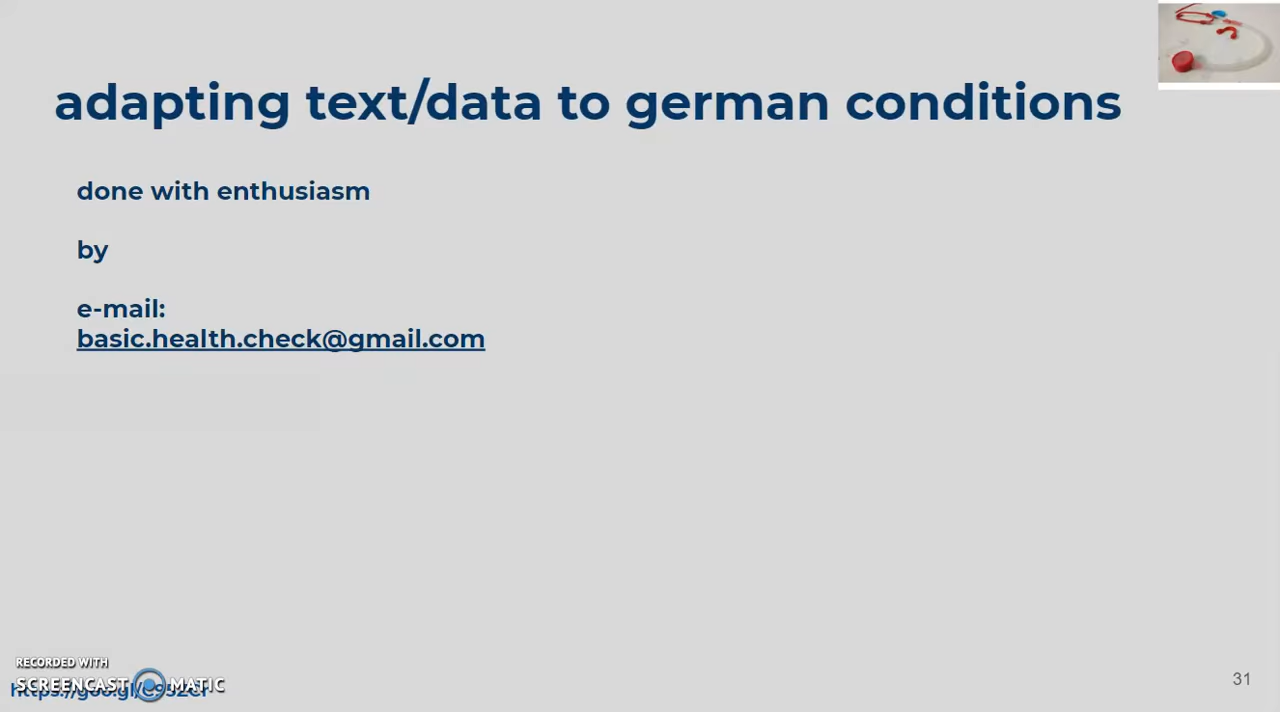 adapting text/data to german conditions
done with enthusiasm
by
e-mail:
basic.health.check@gmail.com
RECORDED WITH
SCREENCAST MATIC
31